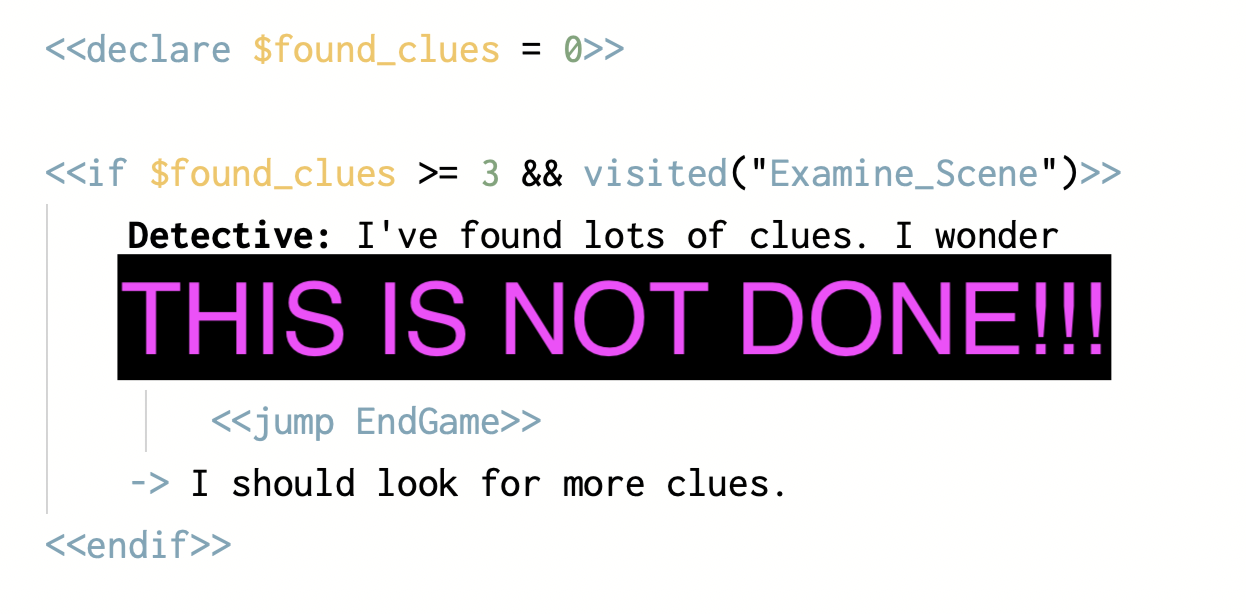 <<declare $found_clues = 0>>
<<if $found_clues >= 3 && visited("Examine_Scene")>>
Detective: I've found lots of clues. I wonder
THIS IS NOT DONE!!!
<<jump EndGame>>
-> I should look for more clues.
<<endif>>